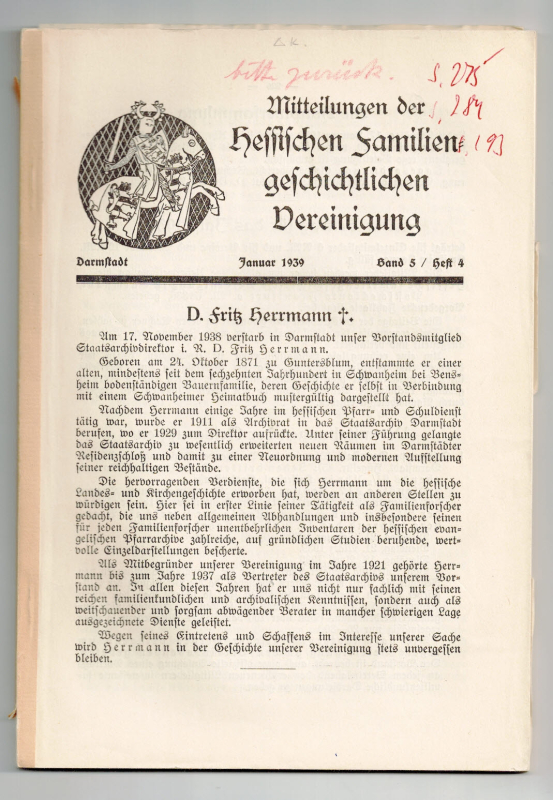 bitte zurück.
S. 275
S. 284
Mitteilungen der
Hessischen Familien-
geschichtlichen
Vereinigung
Darmstadt Januar 1939 Band 5 / Heft 4
D. Fritz Herrmann †.
Am 17. November 1938 verstarb in Darmstadt unser Vorstandsmitglied
Staatsarchivdirektor i. R. D. Fritz Herrmann.
Geboren am 24. Oktober 1871 zu Guntersblum, entstammte er einer
alten, mindestens seit dem sechzehnten Jahrhundert in Schwanheim bei Bens-
heim bodenständigen Bauernfamilie, deren Geschichte er selbst in Verbindung
mit einem Schwanheimer Heimatbuch mustergültig dargestellt hat.
Nachdem Herrmann einige Jahre im hessischen Pfarr- und Schuldienst
tätig war, wurde er 1911 als Archivrat in das Staatsarchiv Darmstadt
berufen, wo er 1929 zum Direktor aufrückte. Unter seiner Führung gelangte
das Staatsarchiv zu wesentlich erweiterten neuen Räumen im Darmstädter
Residenzschloß und damit zu einer Neuordnung und modernen Aufstellung
seiner reichhaltigen Bestände.
Die hervorragenden Verdienste, die sich Herrmann um die hessische
Landes- und Kirchengeschichte erworben hat, werden an anderen Stellen zu
würdigen sein. Hier sei in erster Linie seiner Tätigkeit als Familienforscher
gedacht, die uns neben allgemeinen Abhandlungen und insbesondere seinen
für jeden Familienforscher unentbehrlichen Inventaren der hessischen evan-
gelischen Pfarrarchive zahlreiche, auf gründlichen Studien beruhende, wert-
volle Einzeldarstellungen bescherte.
Als Mitbegründer unserer Vereinigung im Jahre 1921 gehörte Herr-
mann bis zum Jahre 1937 als Vertreter des Staatsarchivs unserem Vor-
stand an. In allen diesen Jahren hat er uns nicht nur fachlich mit seinen
reichen familienkundlichen und archivalischen Kenntnissen, sondern auch als
weitschauender und sorgsam abwägender Berater in mancher schwierigen Lage
ausgezeichnete Dienste geleistet.
Wegen seines Eintretens und Schaffens im Interesse unserer Sache
wird Herrmann in der Geschichte unserer Vereinigung stets unvergessen
bleiben.